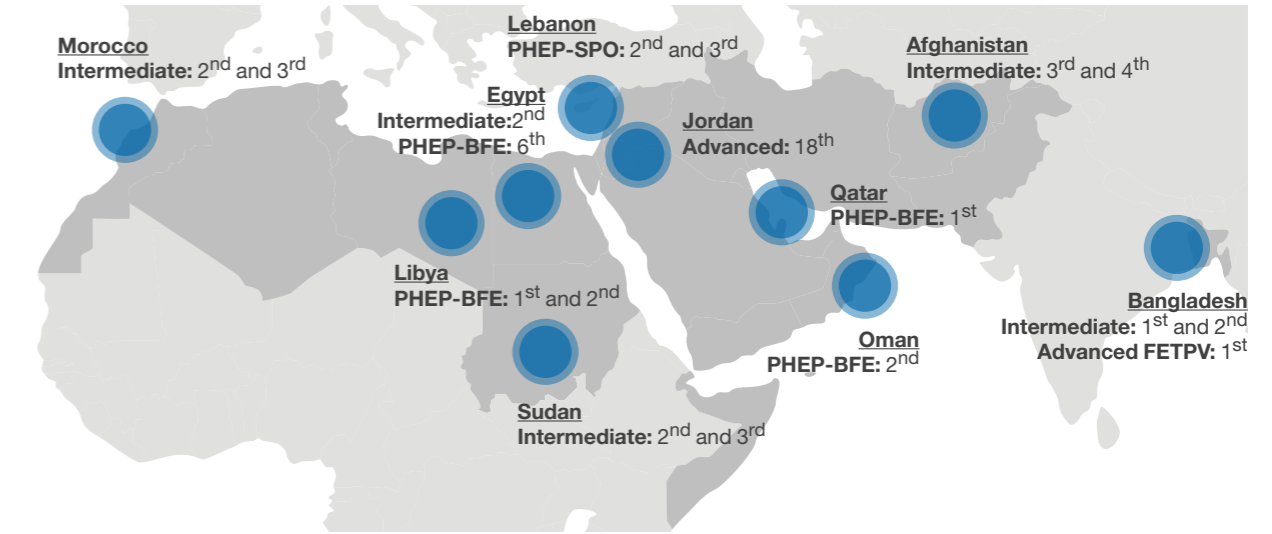 Morocco
Intermediate: 2nd and 3rd
Lebanon
PHEP-SPO: 2nd and 3rd
Afghanistan
Intermediate: 3rd and 4th
Egypt
Intermediate:2nd
PHEP-BFE: 6th
Jordan
Advanced: 18th
Qatar
PHEP-BFE: 1st
Libya
PHEP-BFE: 1st and 2nd
Bangladesh
Intermediate: 1st and 2nd
Advanced FETPV: 1st
Oman
PHEP-BFE: 2nd
Sudan
Intermediate: 2nd and 3rd